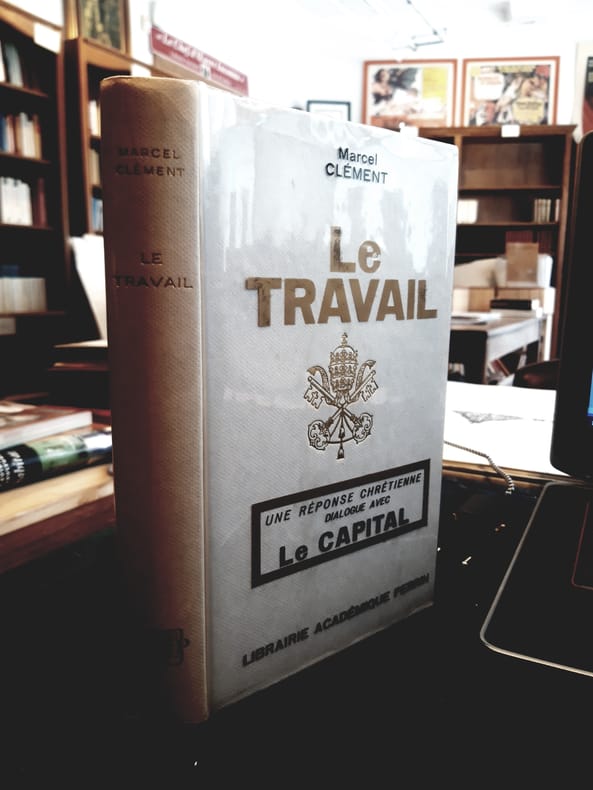 MARCEL
CLÉMENT
LE
TRAVAIL
Marcel
CLÉMENT
Le
TRAVAIL
UNE RÉPONSE CHRÉTIENNE
DIALOGUE AVEC
Le CAPITAL
LIBRAIRIE ACADÉMIQUE PERRIN